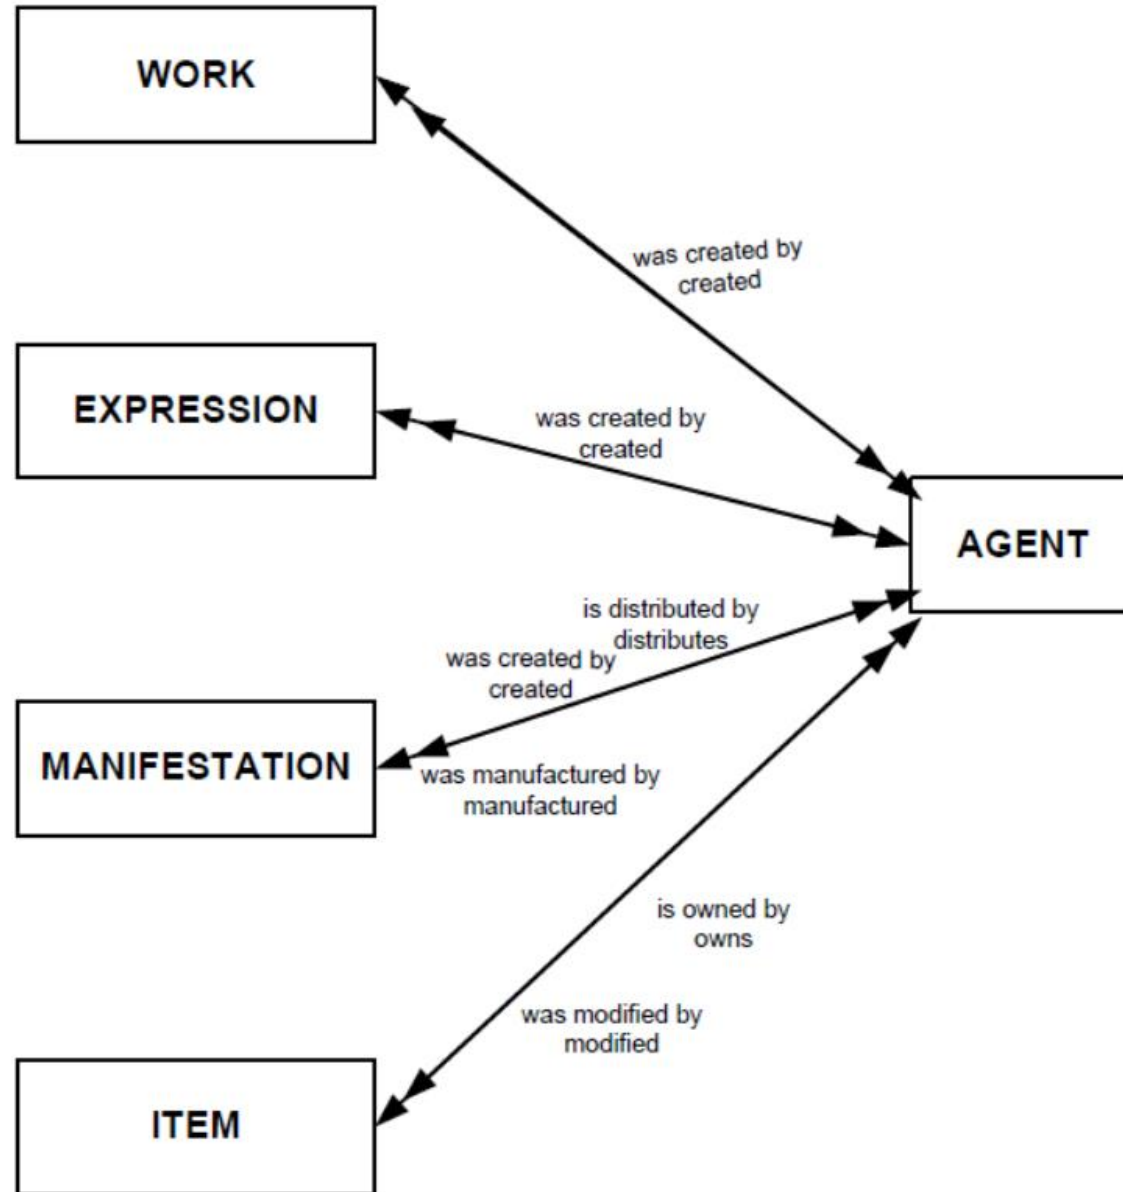 WORK
was created by
created
EXPRESSION
was created by
created
AGENT
is distributed by
distributes
was created by
created
MANIFESTATION
was manufactured by
manufactured
is owned by
owns
was modified by
modified
ITEM